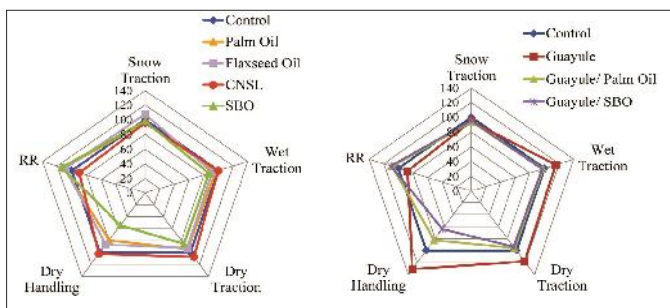 Control
Palm Oil
Flaxseed Oil
CNSL
SBO
Snow
Traction
140
120
100
80
60
40
20
0
Wet
Traction
Dry
Traction
Dry
Handling
RR
Control
Guayule
Guayule/ Palm Oil
Guayule/ SBO
Snow
Traction
140
120
100
80
60
40
20
0
Wet
Traction
Dry
Traction
Dry
Handling
RR